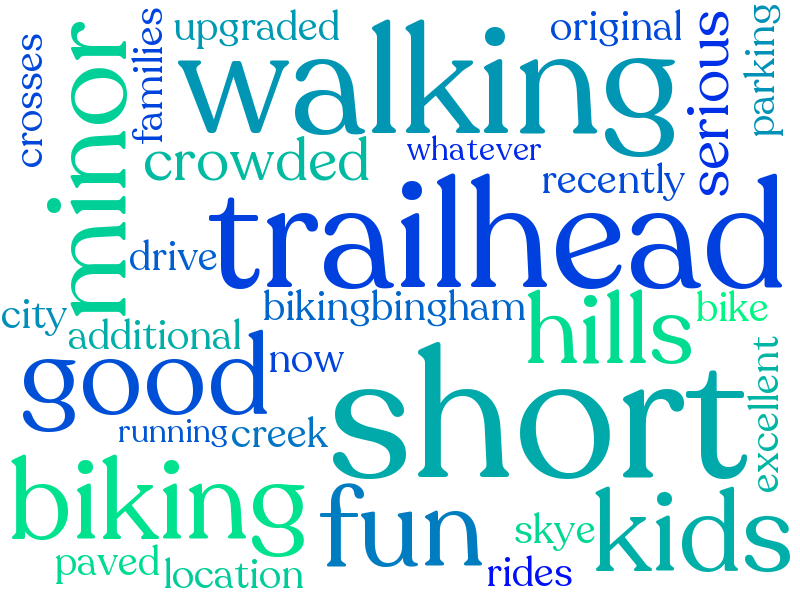 upgraded
original
crosses
families
minor
walking
serious
parking
crowded
whatever
recently
trailhead
drive
city
additional
bikingbingham
hills
bike
good
now
short
excellent
running
creek
biking
fun
skye
kids
paved
location
rides